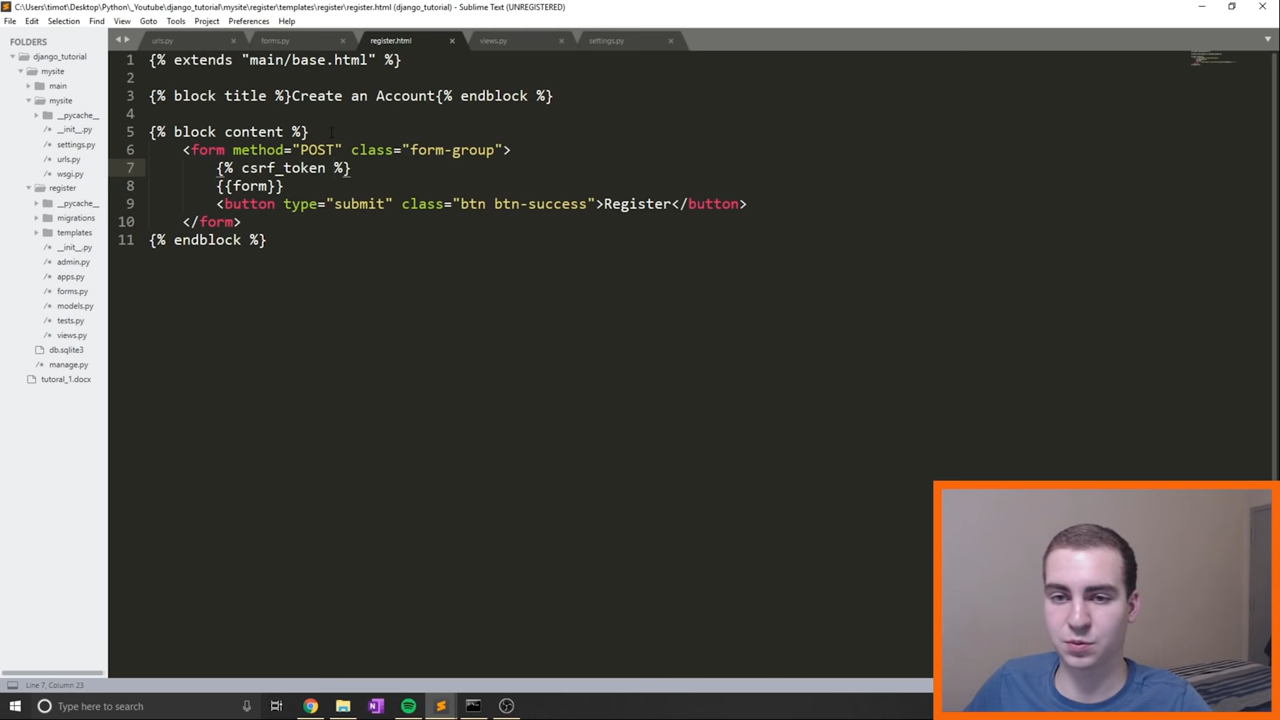 C:\Users\timot\Desktop\Python\_Youtube\django_tutorial\mysite\register\templates\register\register.html (django_tutorial) - Sublime Text (UNREGISTERED)
File Edit Selection Find View Goto Tools Project Preferences Help
FOLDERS
django_tutorial
mysite
main
mysite
__pycache__
__init__.py
settings.py
urls.py
wsgi.py
register
__pycache__
migrations
templates
__init__.py
admin.py
apps.py
forms.py
models.py
tests.py
views.py
db.sqlite3
manage.py
tutoral_1.docx
urls.py forms.py register.html views.py settings.py
1 {% extends "main/base.html" %}
2
3 {% block title %}Create an Account{% endblock %}
4
5 {% block content %}
6 <form method="POST" class="form-group">
7 {% csrf_token %}
8 {{form}}
9 <button type="submit" class="btn btn-success">Register</button>
10 </form>
11 {% endblock %}
Line 7, Column 23
Type here to search